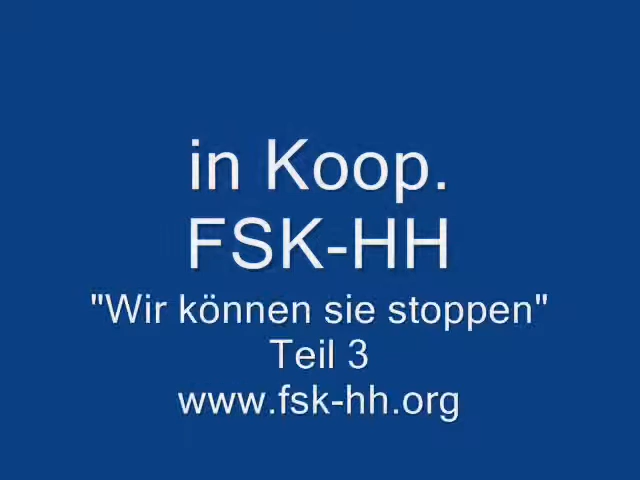 in Koop.
FSK-HH
"Wir können sie stoppen"
Teil 3
www.fsk-hh.org